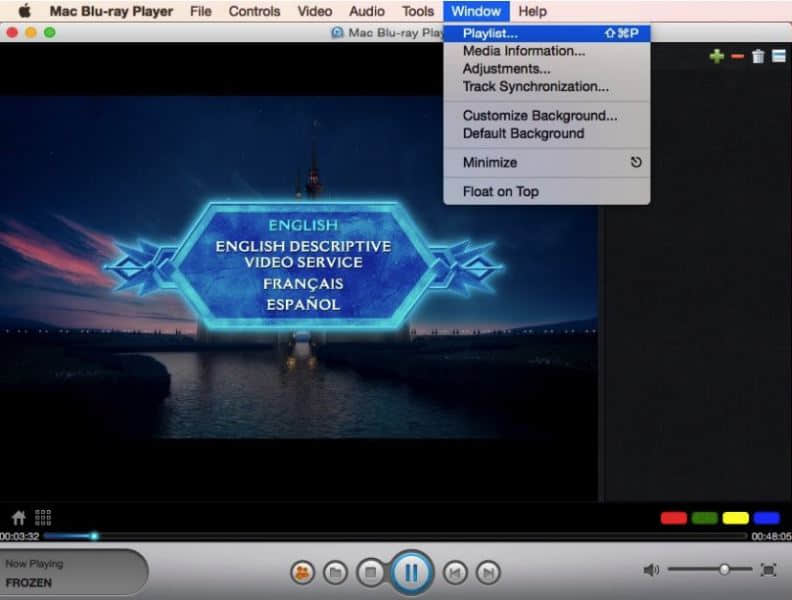 Mac Blu-ray Player File Controls Video Audio Tools Window Help
Mac Blu-ray Play
Playlist... ⇧⌘P
Media Information...
Adjustments...
Track Synchronization...
Customize Background...
Default Background
Minimize
Float on Top
ENGLISH
ENGLISH DESCRIPTIVE
VIDEO SERVICE
FRANÇAIS
ESPAÑOL
00:03:32 00:48:05
Now Playing
FROZEN